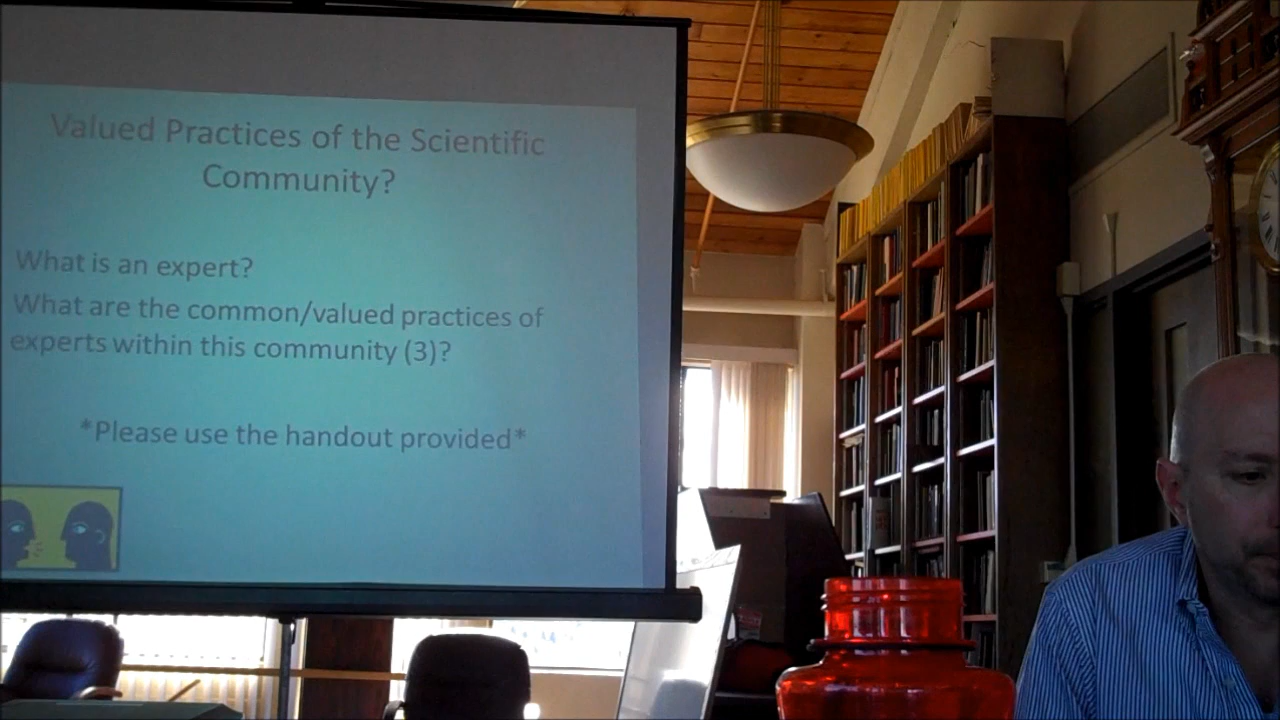 Valued Practices of the Scientific
Community?
What is an expert?
What are the common/valued practices of
experts within this community (3)?
*Please use the handout provided*